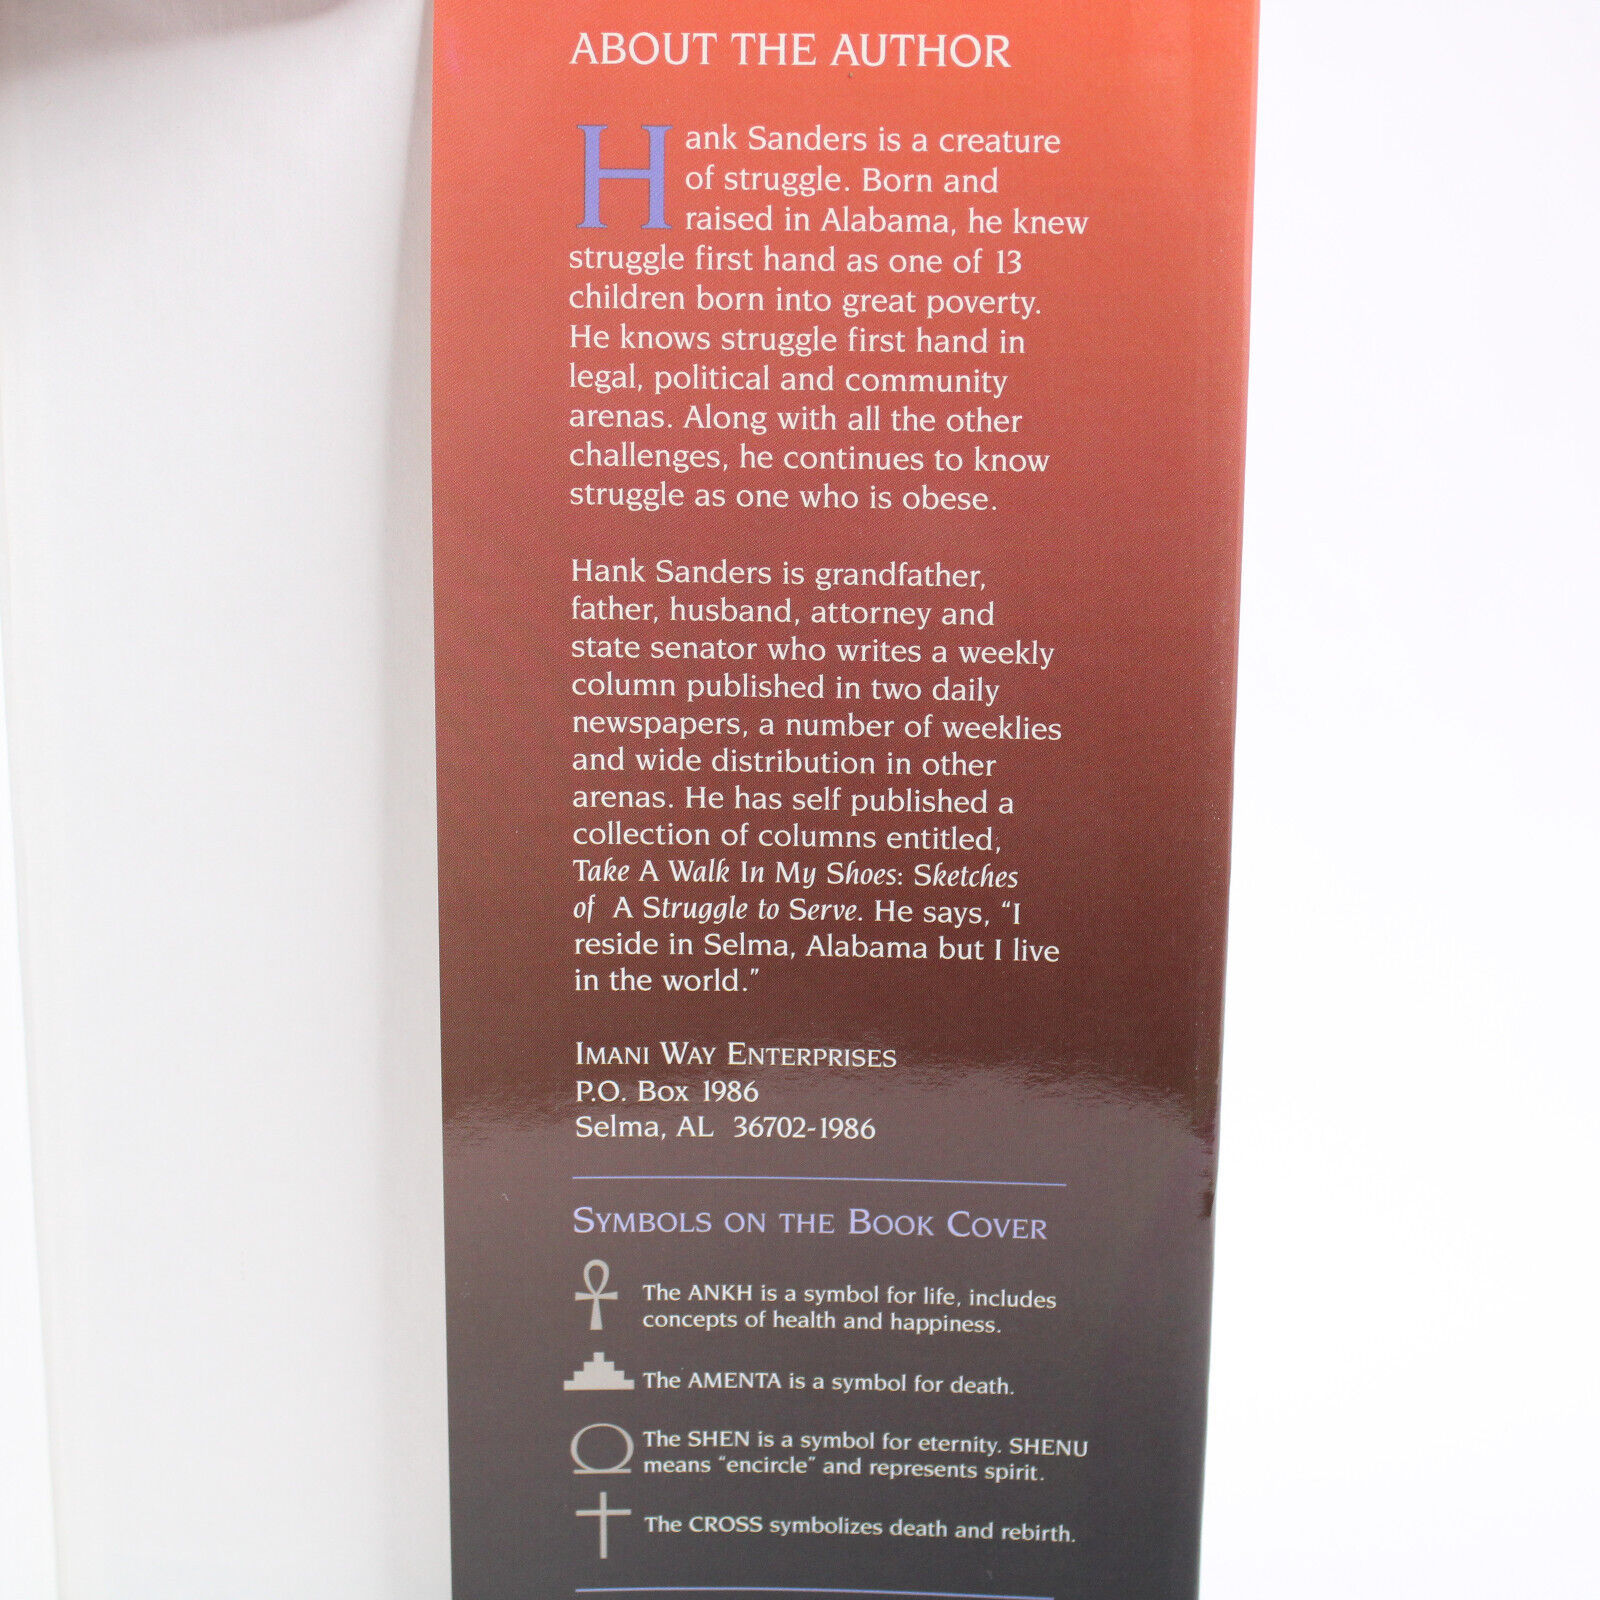 ABOUT THE AUTHOR
Hank Sanders is a creature
of struggle. Born and
raised in Alabama, he knew
struggle first hand as one of 13
children born into great poverty.
He knows struggle first hand in
legal, political and community
arenas. Along with all the other
challenges, he continues to know
struggle as one who is obese.
Hank Sanders is grandfather,
father, husband, attorney and
state senator who writes a weekly
column published in two daily
newspapers, a number of weeklies
and wide distribution in other
arenas. He has self published a
collection of columns entitled,
Take A Walk In My Shoes: Sketches
of A Struggle to Serve. He says, “I
reside in Selma, Alabama but I live
in the world.”
IMANI WAY ENTERPRISES
P.O. Box 1986
Selma, AL 36702-1986
SYMBOLS ON THE BOOK COVER
The ANKH is a symbol for life, includes
concepts of health and happiness.
The AMENTA is a symbol for death.
The SHEN is a symbol for eternity. SHENU
means “encircle” and represents spirit.
The CROSS symbolizes death and rebirth.